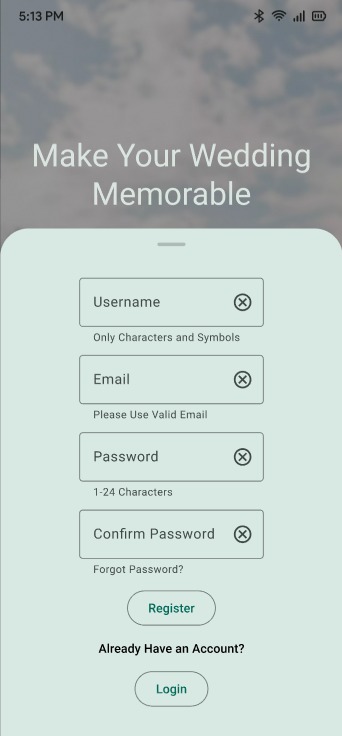 5:13 PM
Make Your Wedding
Memorable
Username
Only Characters and Symbols
Email
Please Use Valid Email
Password
1-24 Characters
Confirm Password
Forgot Password?
Register
Already Have an Account?
Login